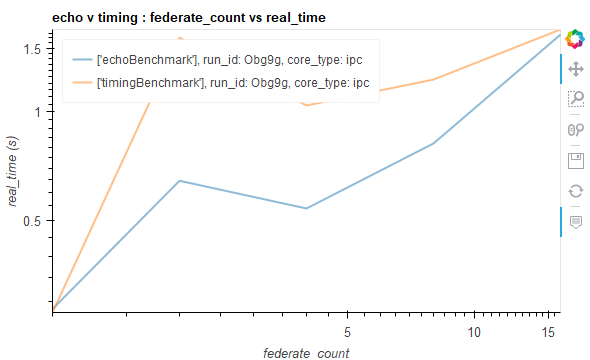 echo v timing : federate_count vs real_time
['echoBenchmark'], run_id: Obg9g, core_type: ipc
['timingBenchmark'], run_id: Obg9g, core_type: ipc
real_time (s)
1.5
1
0.5
5
10
15
federate_count